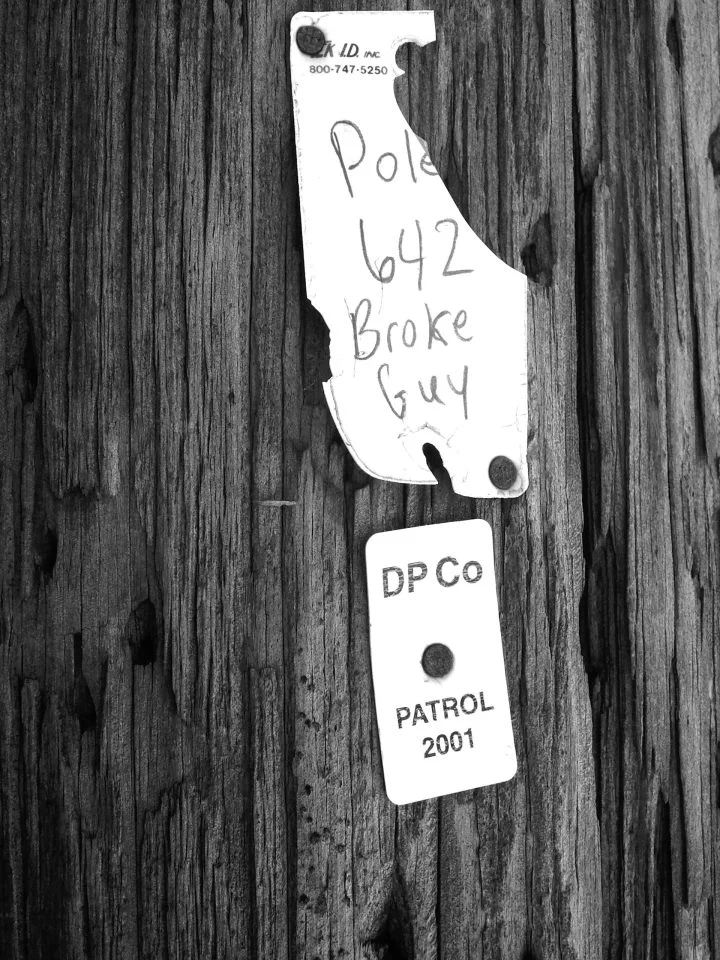 I.D. INC
800-747-5250
Pole
642
Broke
Guy
DP Co
PATROL
2001